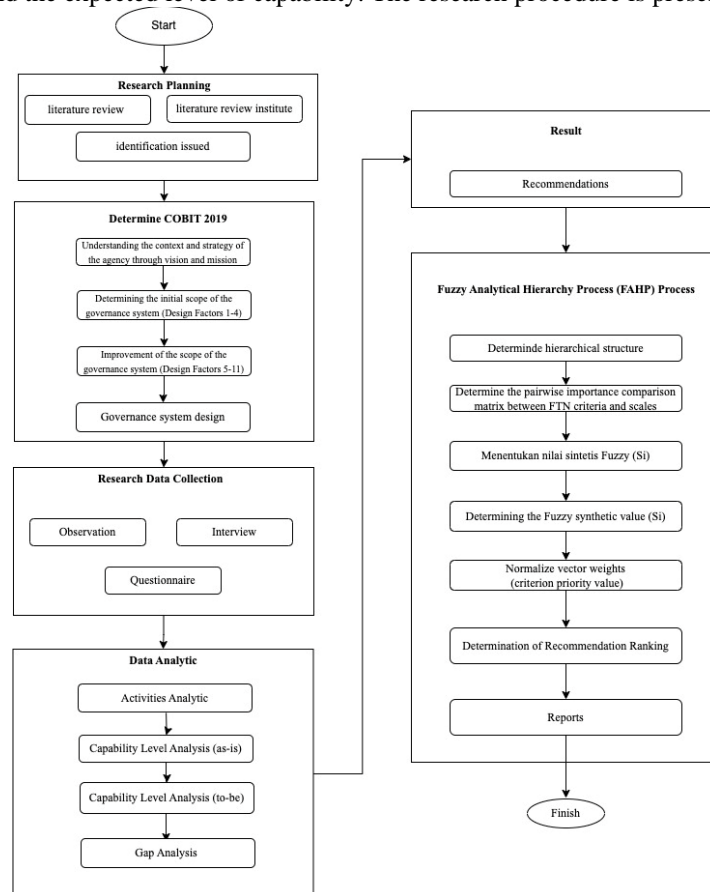 nd the expected level of capability. The research procedure is prese
Start
Research Planning
literature review
literature review institute
identification issued
Determine COBIT 2019
Understanding the context and strategy of
the agency through vision and mission
Determining the initial scope of the
governance system (Design Factors 1-4)
Improvement of the scope of the
governance system (Design Factors 5-11)
Governance system design
Research Data Collection
Observation
Interview
Questionnaire
Data Analytic
Activities Analytic
Capability Level Analysis (as-is)
Capability Level Analysis (to-be)
Gap Analysis
Result
Recommendations
Fuzzy Analytical Hierarchy Process (FAHP) Process
Determinde hierarchical structure
Determine the pairwise importance comparison
matrix between FTN criteria and scales
Menentukan nilai sintetis Fuzzy (Si)
Determining the Fuzzy synthetic value (Si)
Normalize vector weights
(criterion priority value)
Determination of Recommendation Ranking
Reports
Finish